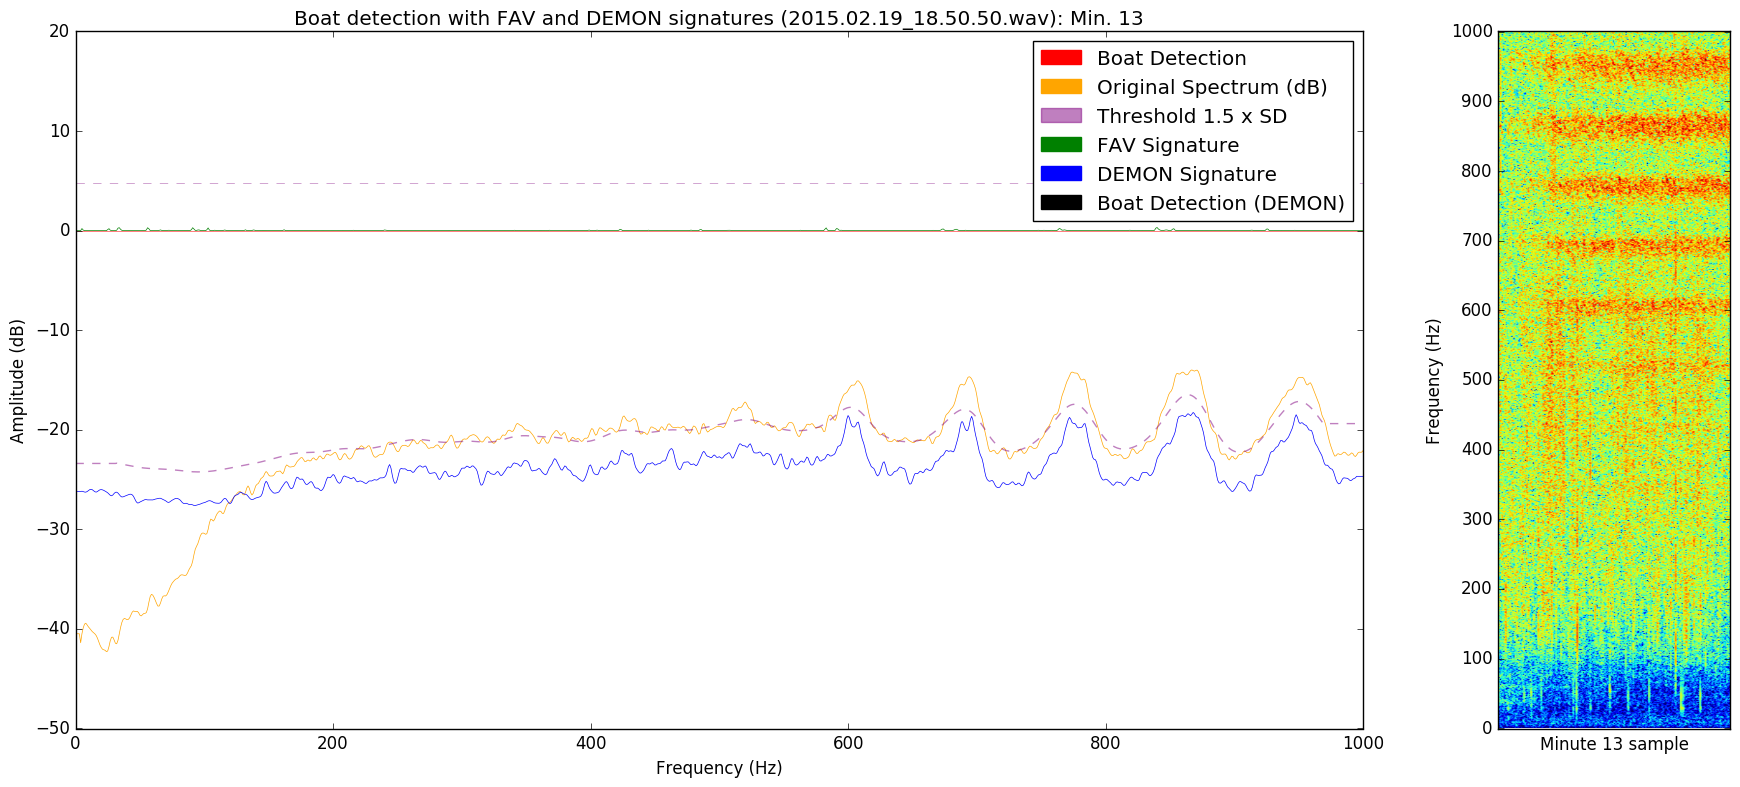 Boat detection with FAV and DEMON signatures (2015.02.19_18.50.50.wav): Min. 13
20
10
0
−10
−20
−30
−40
−50
Amplitude (dB)
0 200 400 600 800 1000
Frequency (Hz)
Boat Detection
Original Spectrum (dB)
Threshold 1.5 x SD
FAV Signature
DEMON Signature
Boat Detection (DEMON)
1000
900
800
700
600
500
400
300
200
100
0
Frequency (Hz)
Minute 13 sample